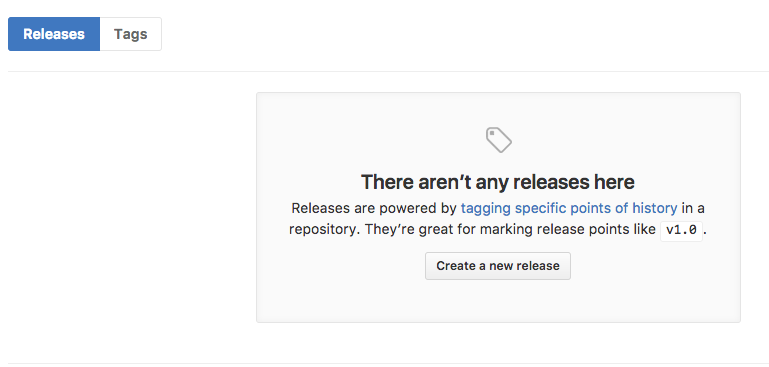 Releases Tags
There aren’t any releases here
Releases are powered by tagging specific points of history in a
repository. They’re great for marking release points like v1.0.
Create a new release